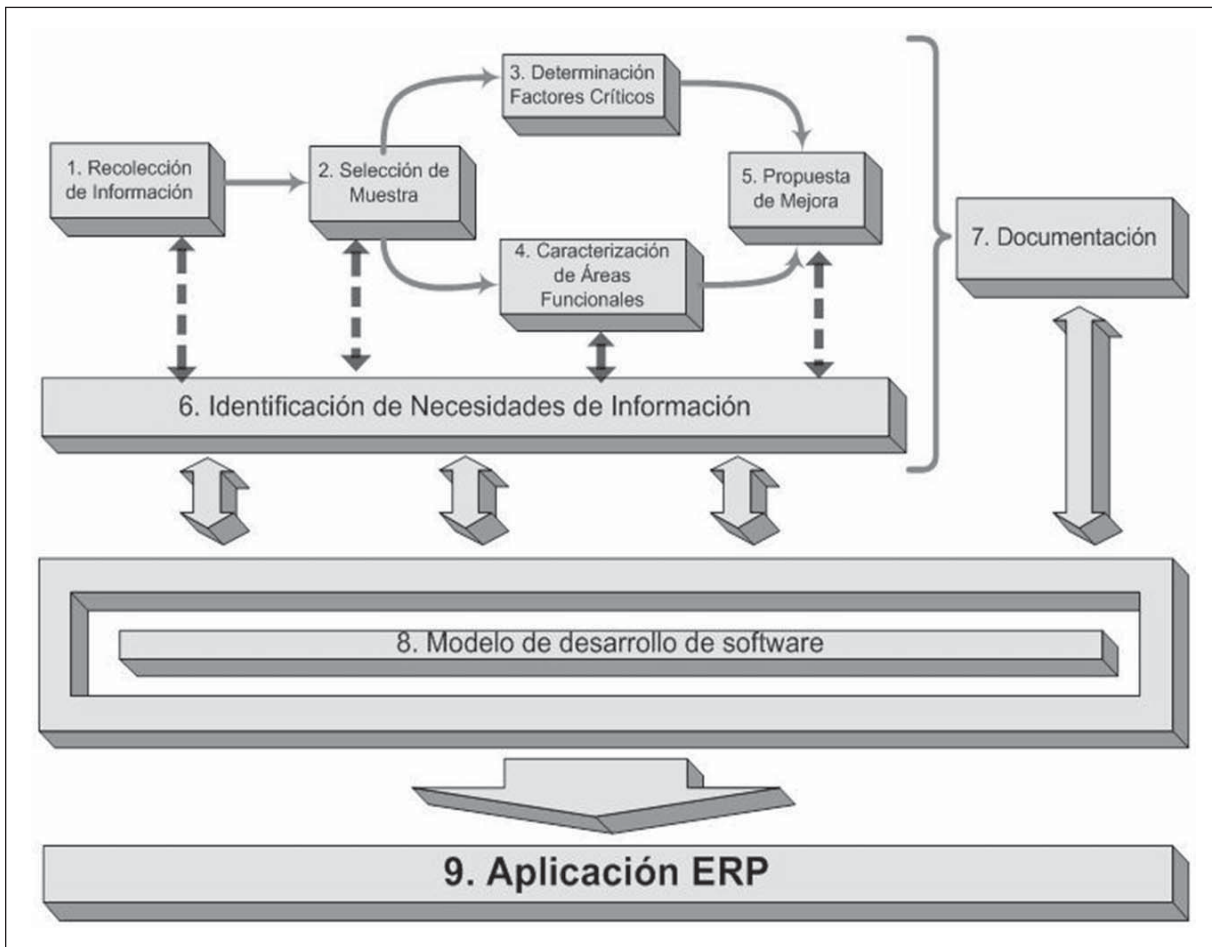 1. Recolección
de Información
2. Selección de
Muestra
3. Determinación
Factores Críticos
4. Caracterización
de Áreas
Funcionales
5. Propuesta
de Mejora
6. Identificación de Necesidades de Información
7. Documentación
8. Modelo de desarrollo de software
9. Aplicación ERP